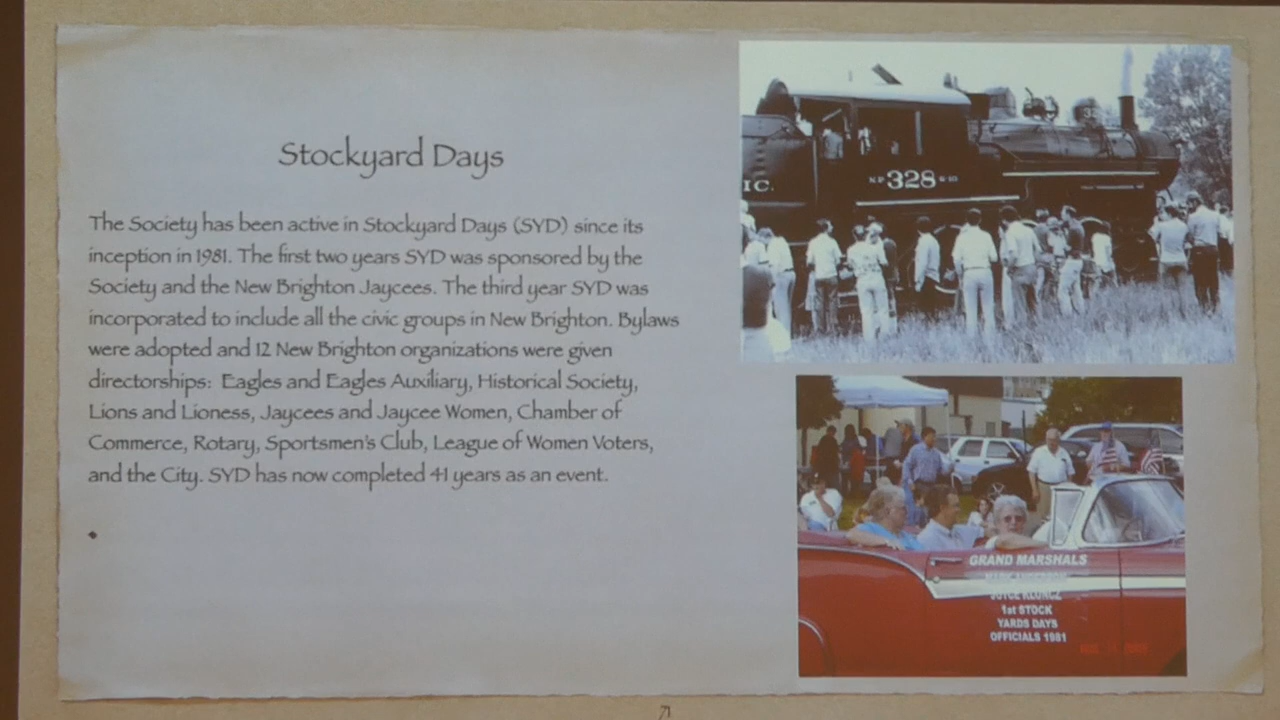 Stockyard Days
The Society has been active in Stockyard Days (SYD) since its
inception in 1981. The first two years SYD was sponsored by the
Society and the New Brighton Jaycees. The third year SYD was
incorporated to include all the civic groups in New Brighton. Bylaws
were adopted and 12 New Brighton organizations were given
directorships: Eagles and Eagles Auxiliary, Historical Society,
Lions and Lioness, Jaycees and Jaycee Women, Chamber of
Commerce, Rotary, Sportsmen's Club, League of Women Voters,
and the City. SYD has now completed 41 years as an event.
IC.
328
GRAND MARSHALS
1st STOCK
YARDS DAYS
OFFICIALS 1981
71